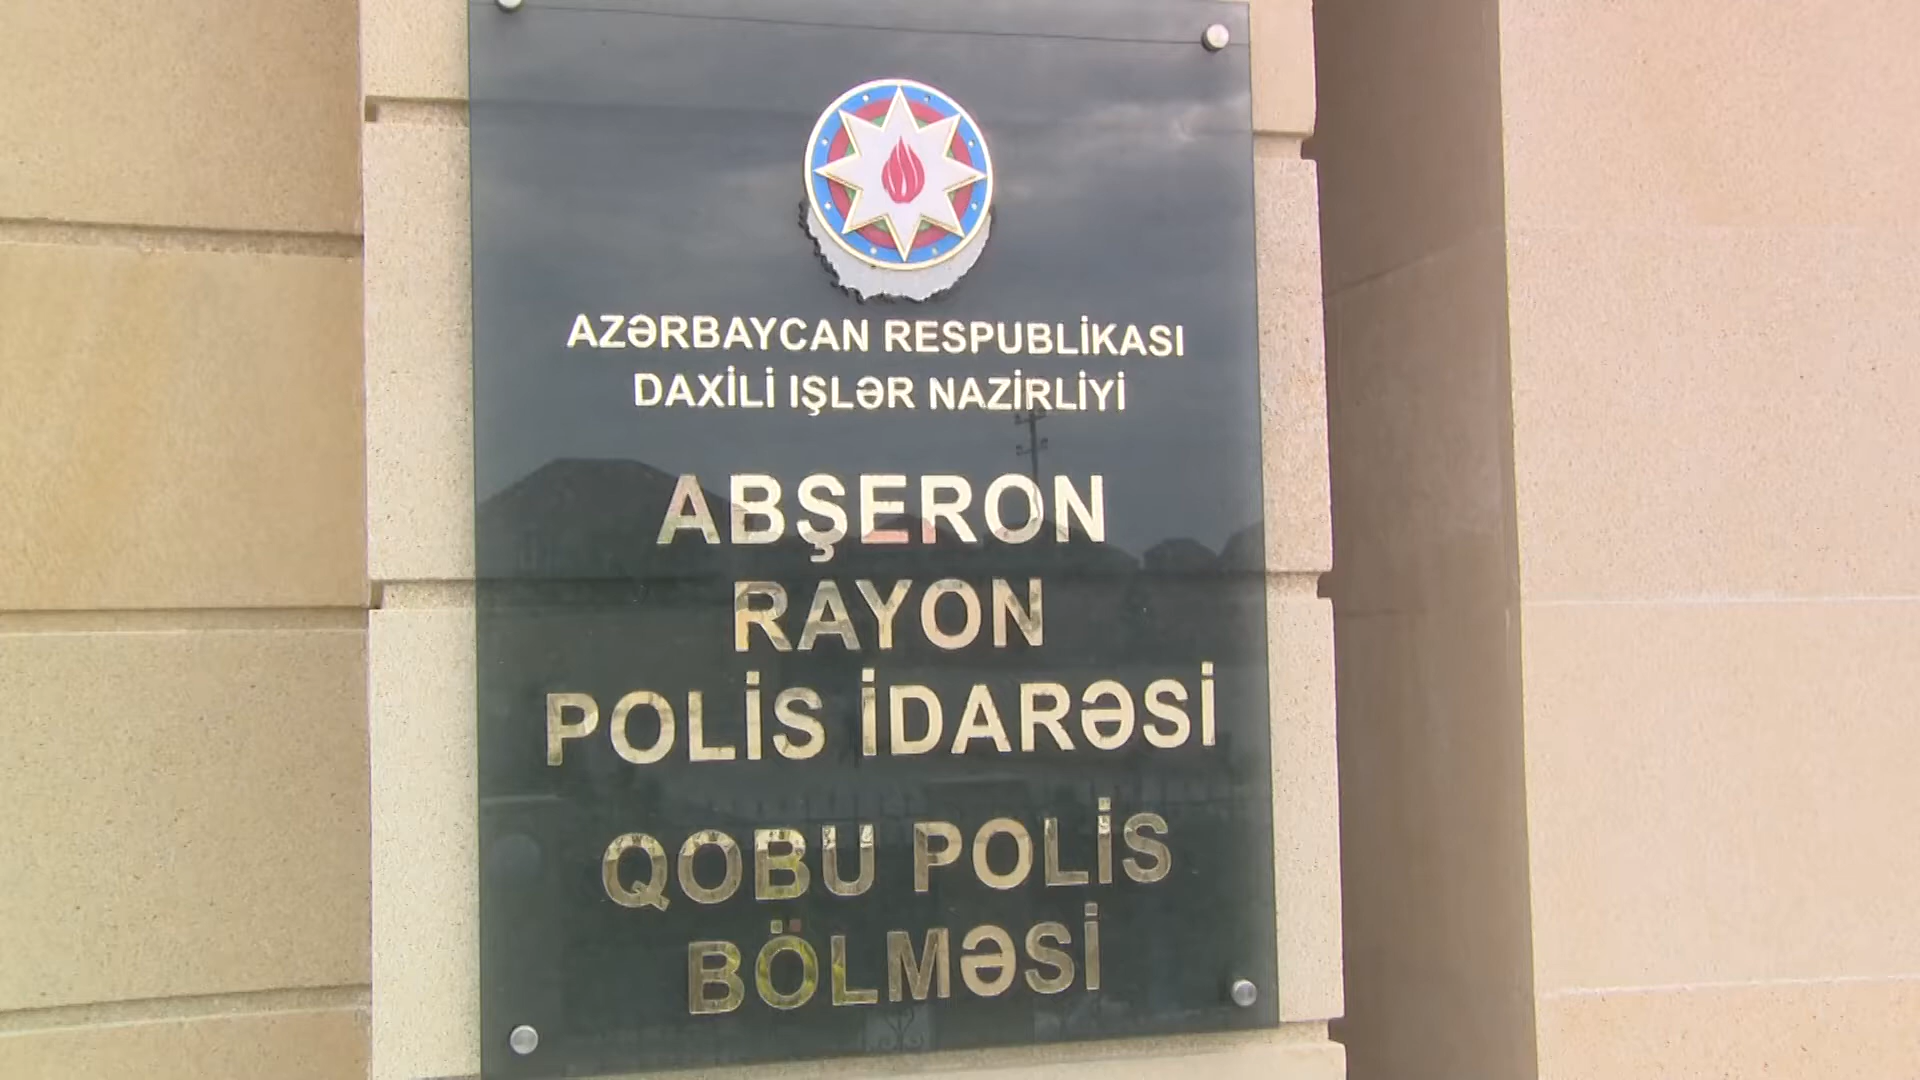 AZƏRBAYCAN RESPUBLİKASI
DAXİLİ IŞLƏR NAZİRLİYİ
ABŞERON
RAYON
POLİS İDARƏSİ
QOBU POLİS
BÖLMƏSİ